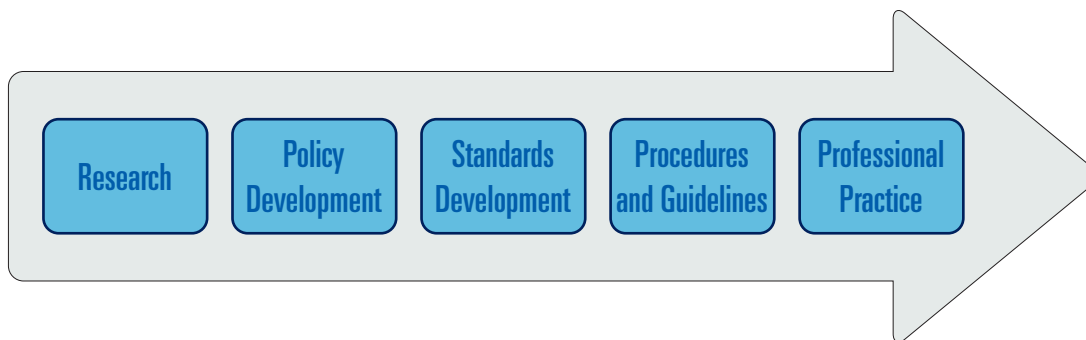 Research
Policy
Development
Standards
Development
Procedures
and Guidelines
Professional
Practice